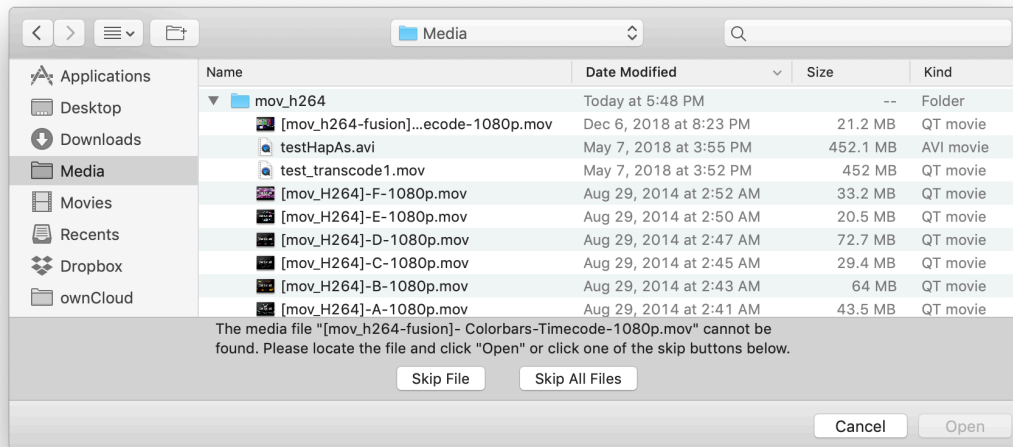 Media
Applications
Desktop
Downloads
Media
Movies
Recents
Dropbox
ownCloud
Name Date Modified Size Kind
mov_h264 Today at 5:48 PM -- Folder
[mov_h264-fusion]...ecode-1080p.mov Dec 6, 2018 at 8:23 PM 21.2 MB QT movie
testHapAs.avi May 7, 2018 at 3:55 PM 452.1 MB AVI movie
test_transcode1.mov May 7, 2018 at 3:52 PM 452 MB QT movie
[mov_H264]-F-1080p.mov Aug 29, 2014 at 2:52 AM 33.2 MB QT movie
[mov_H264]-E-1080p.mov Aug 29, 2014 at 2:50 AM 20.5 MB QT movie
[mov_H264]-D-1080p.mov Aug 29, 2014 at 2:47 AM 72.7 MB QT movie
[mov_H264]-C-1080p.mov Aug 29, 2014 at 2:45 AM 29.4 MB QT movie
[mov_H264]-B-1080p.mov Aug 29, 2014 at 2:43 AM 64 MB QT movie
[mov_H264]-A-1080p.mov Aug 29, 2014 at 2:41 AM 43.5 MB QT movie
The media file "[mov_h264-fusion]- Colorbars-Timecode-1080p.mov" cannot be
found. Please locate the file and click "Open" or click one of the skip buttons below.
Skip File Skip All Files
Cancel Open